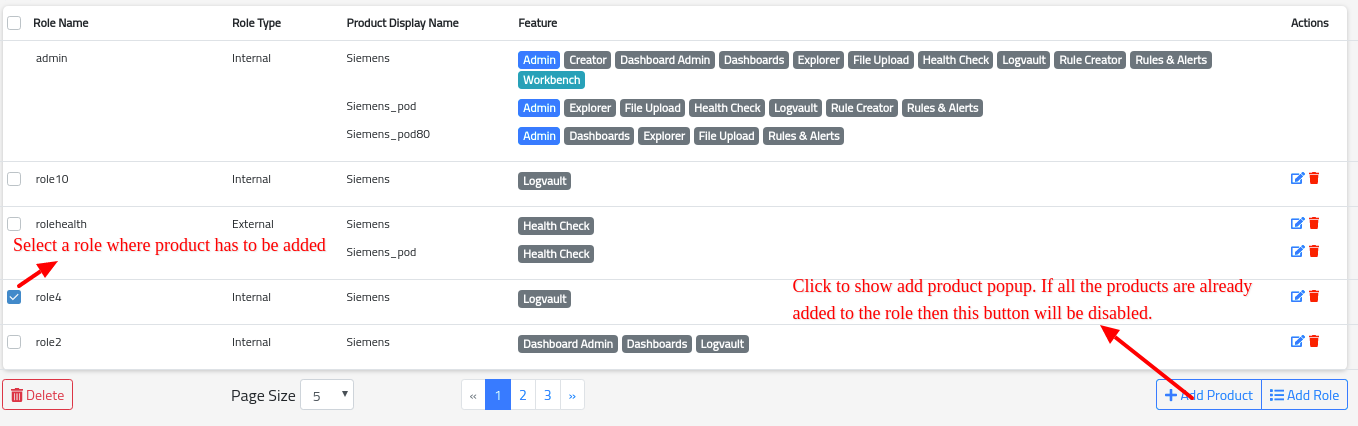 Role Name Role Type Product Display Name Feature Actions
admin Internal Siemens Admin Creator Dashboard Admin Dashboards Explorer File Upload Health Check Logvault Rule Creator Rules & Alerts
Workbench
Siemens_pod Admin Explorer File Upload Health Check Logvault Rule Creator Rules & Alerts
Siemens_pod80 Admin Dashboards Explorer File Upload Rules & Alerts
role10 Internal Siemens Logvault
rolehealth External Siemens Health Check
Select a role where product has to be added
Siemens_pod Health Check
Click to show add product popup. If all the products are already
added to the role then this button will be disabled.
role4 Internal Siemens Logvault
role2 Internal Siemens Dashboard Admin Dashboards Logvault
Delete Page Size 5 « 1 2 3 » Add Product Add Role